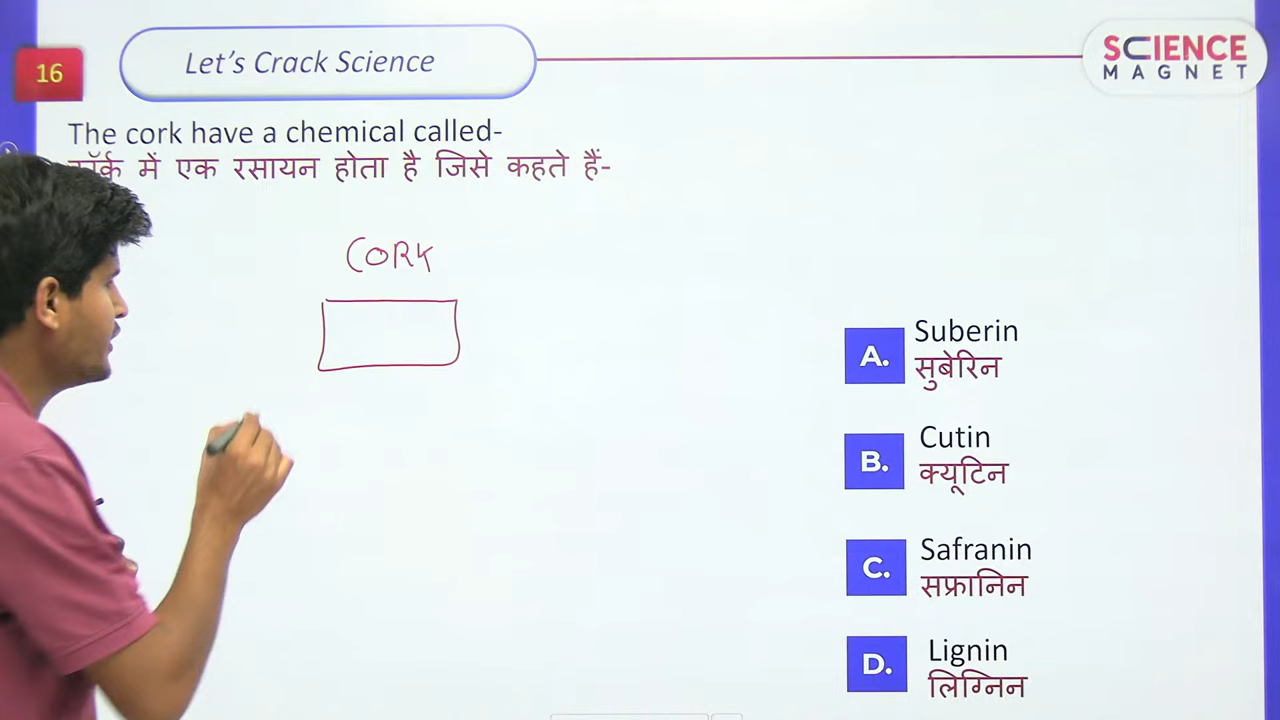 16
Let's Crack Science
SCIENCE
MAGNET
The cork have a chemical called-
कॉर्क में एक रसायन होता है जिसे कहते हैं-
CORK
A.
Suberin
सुबेरिन
B.
Cutin
क्यूटिन
C.
Safranin
सफ्रानिन
D.
Lignin
लिग्निन